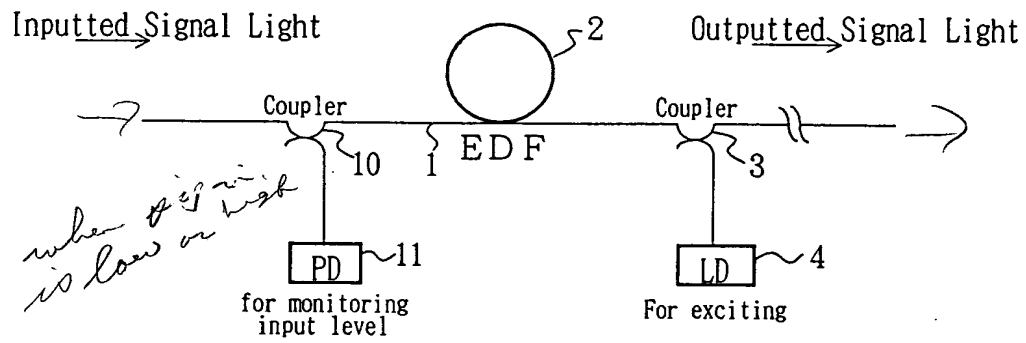 Inputted Signal Light
Outputted Signal Light
2
Coupler
Coupler
10
1
EDF
3
when
is low or high
PD
11
LD
4
for monitoring
input level
For exciting